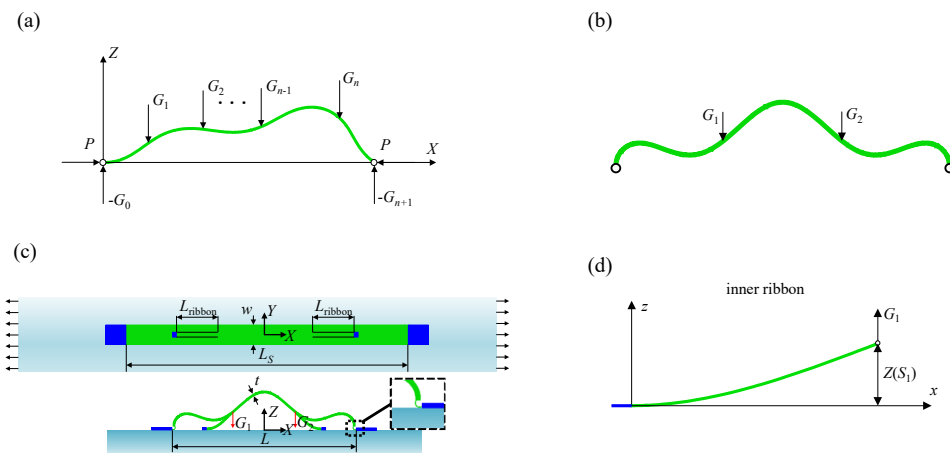 (a)
Z
G1
G2
. . .
Gn-1
Gn
P
P
X
-G0
-Gn+1
(b)
G1
G2
(c)
Lribbon
w
Y
Lribbon
X
LS
t
Z
G1
G2
X
L
(d)
z
inner ribbon
G1
Z(S1)
x